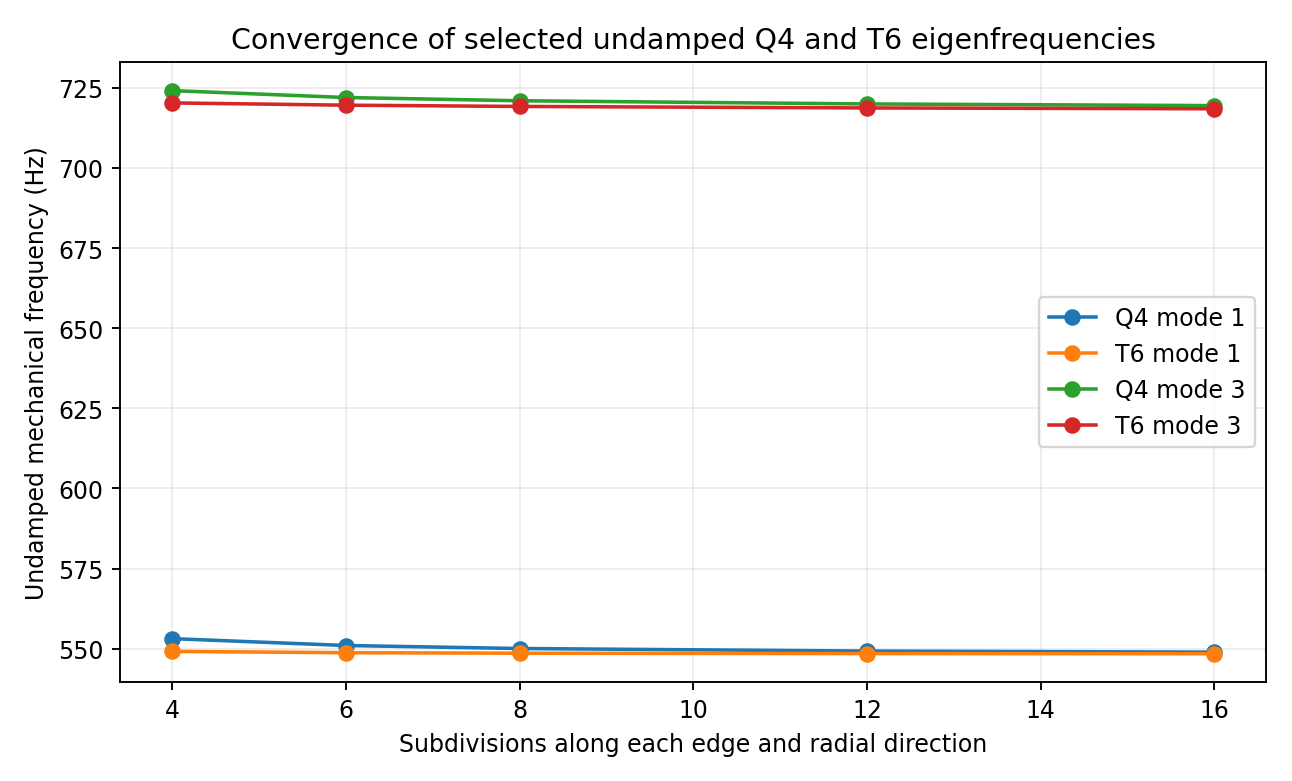 Convergence of selected undamped Q4 and T6 eigenfrequencies
Undamped mechanical frequency (Hz)
725
700
675
650
625
600
575
550
Q4 mode 1
T6 mode 1
Q4 mode 3
T6 mode 3
4 6 8 10 12 14 16
Subdivisions along each edge and radial direction